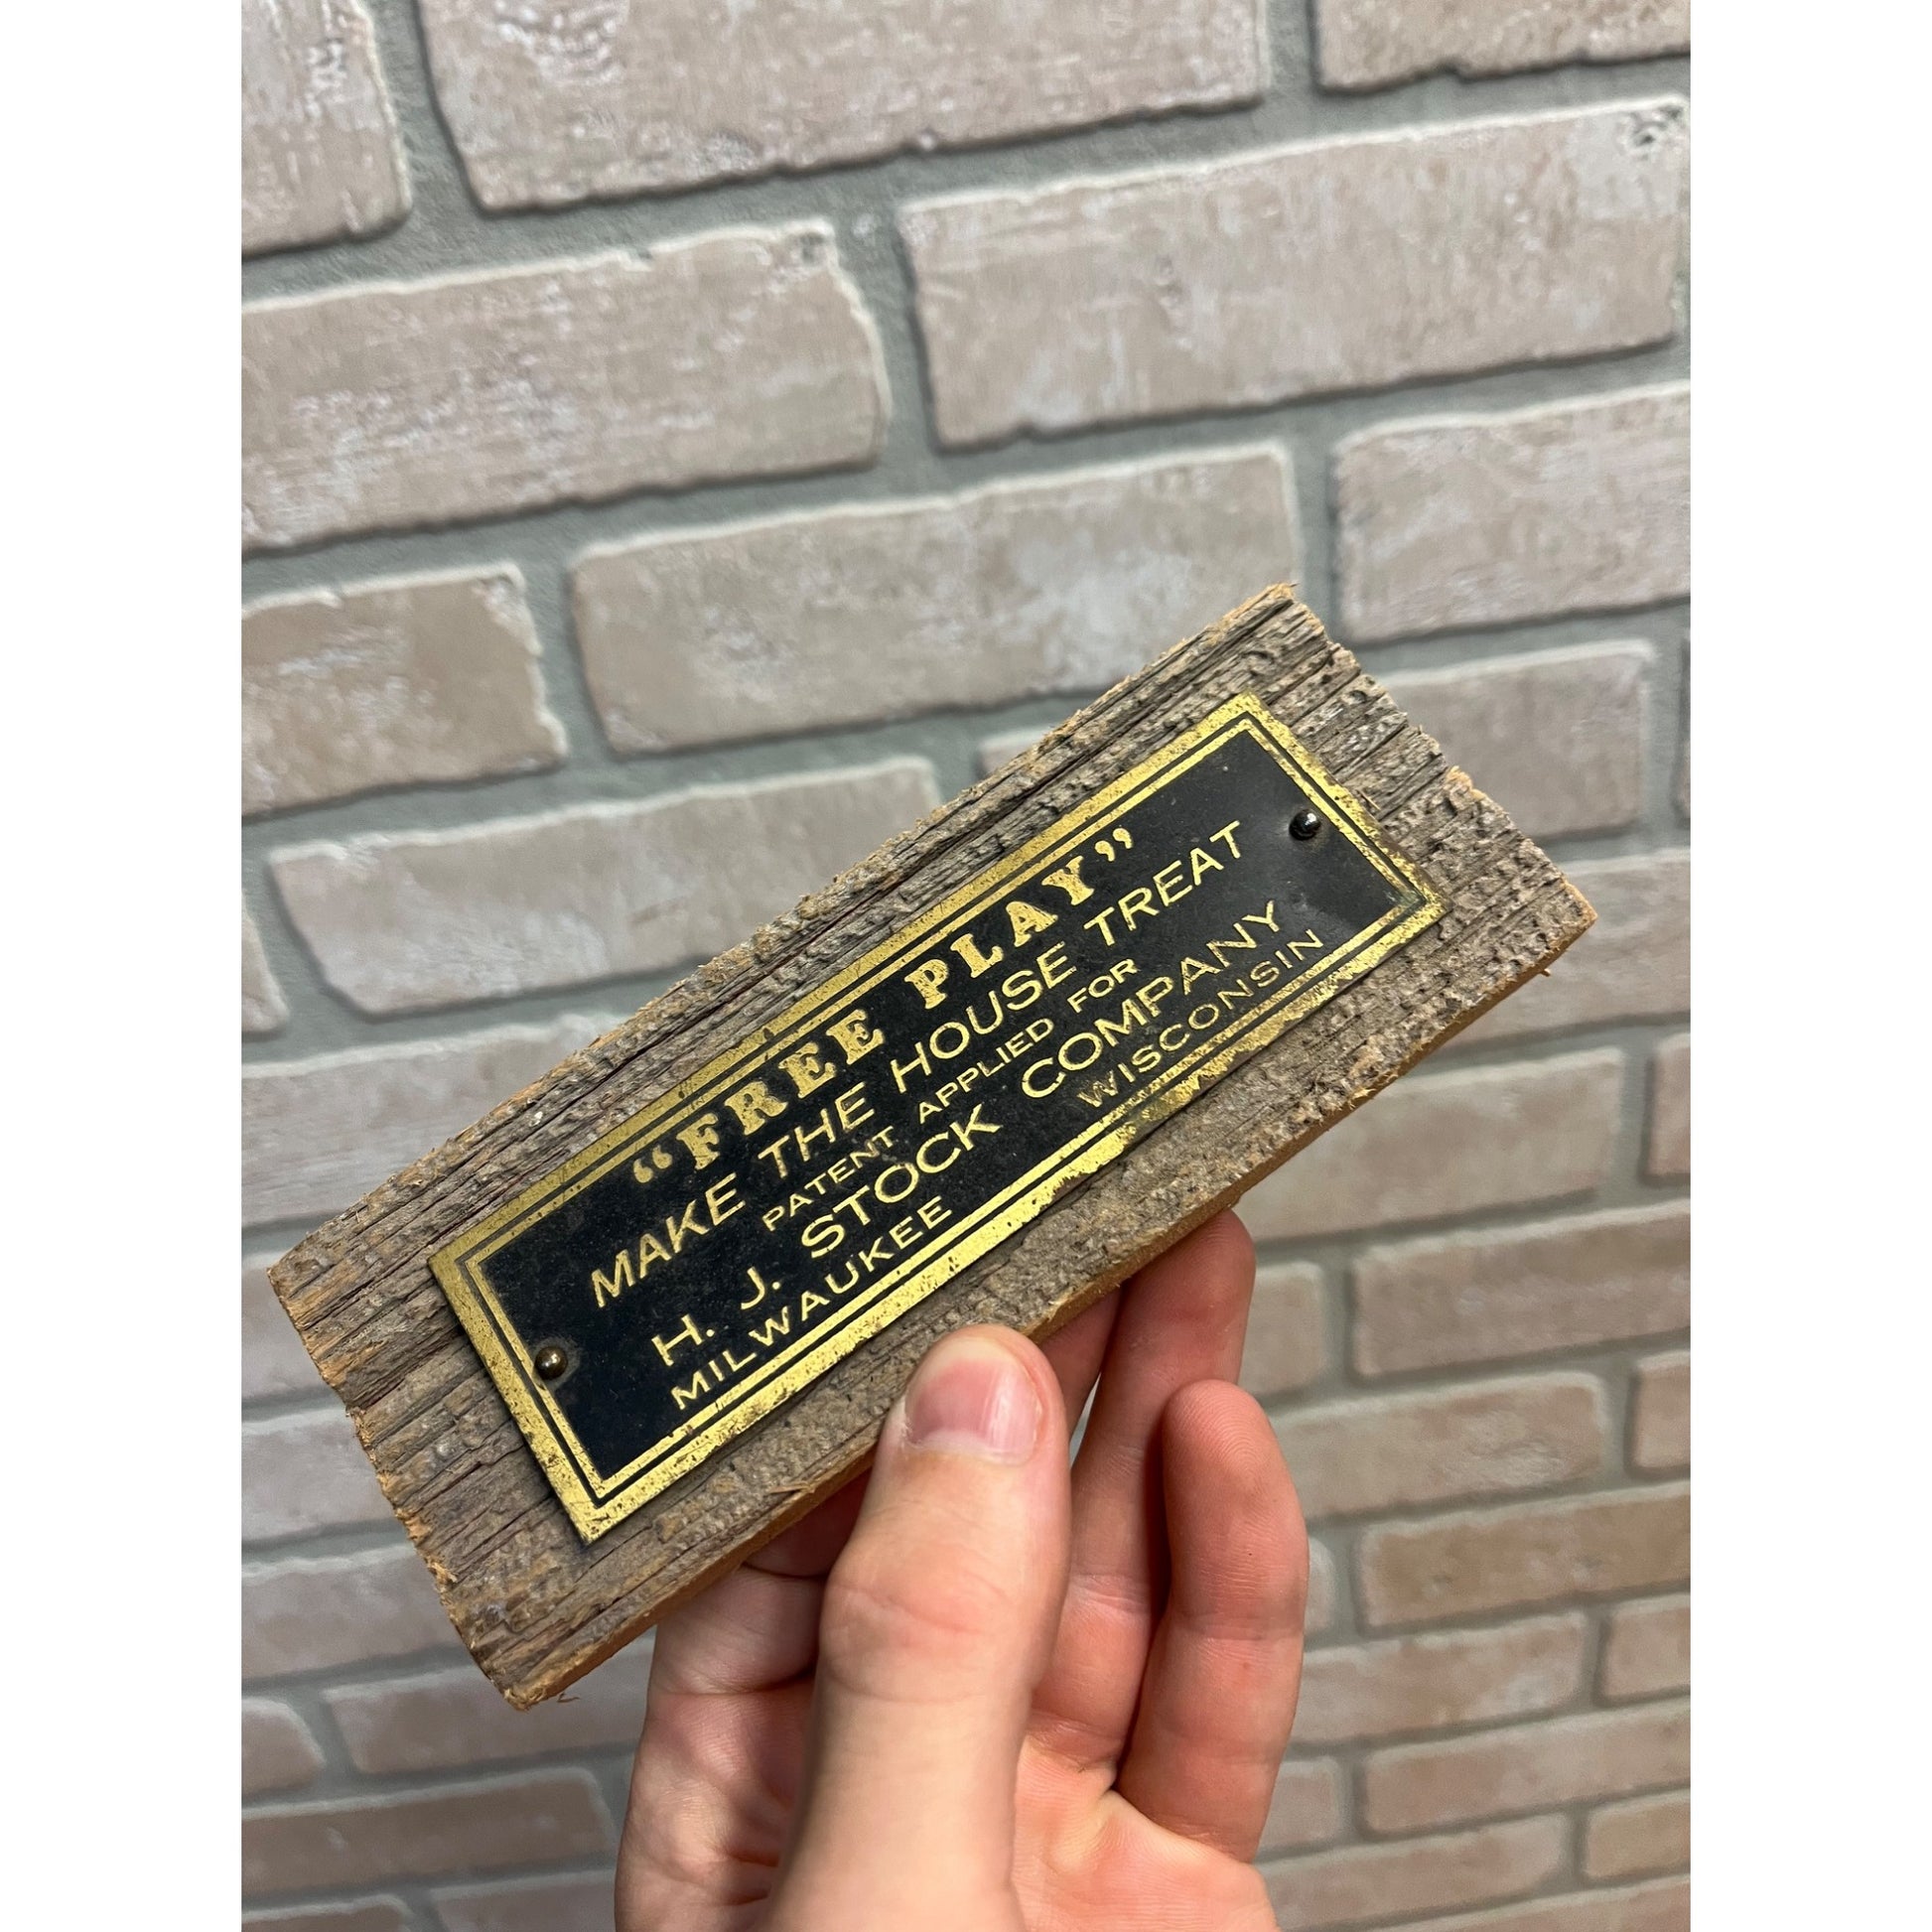 “FREE PLAY”
MAKE THE HOUSE TREAT
PATENT APPLIED FOR
H. J. STOCK COMPANY
MILWAUKEE WISCONSIN